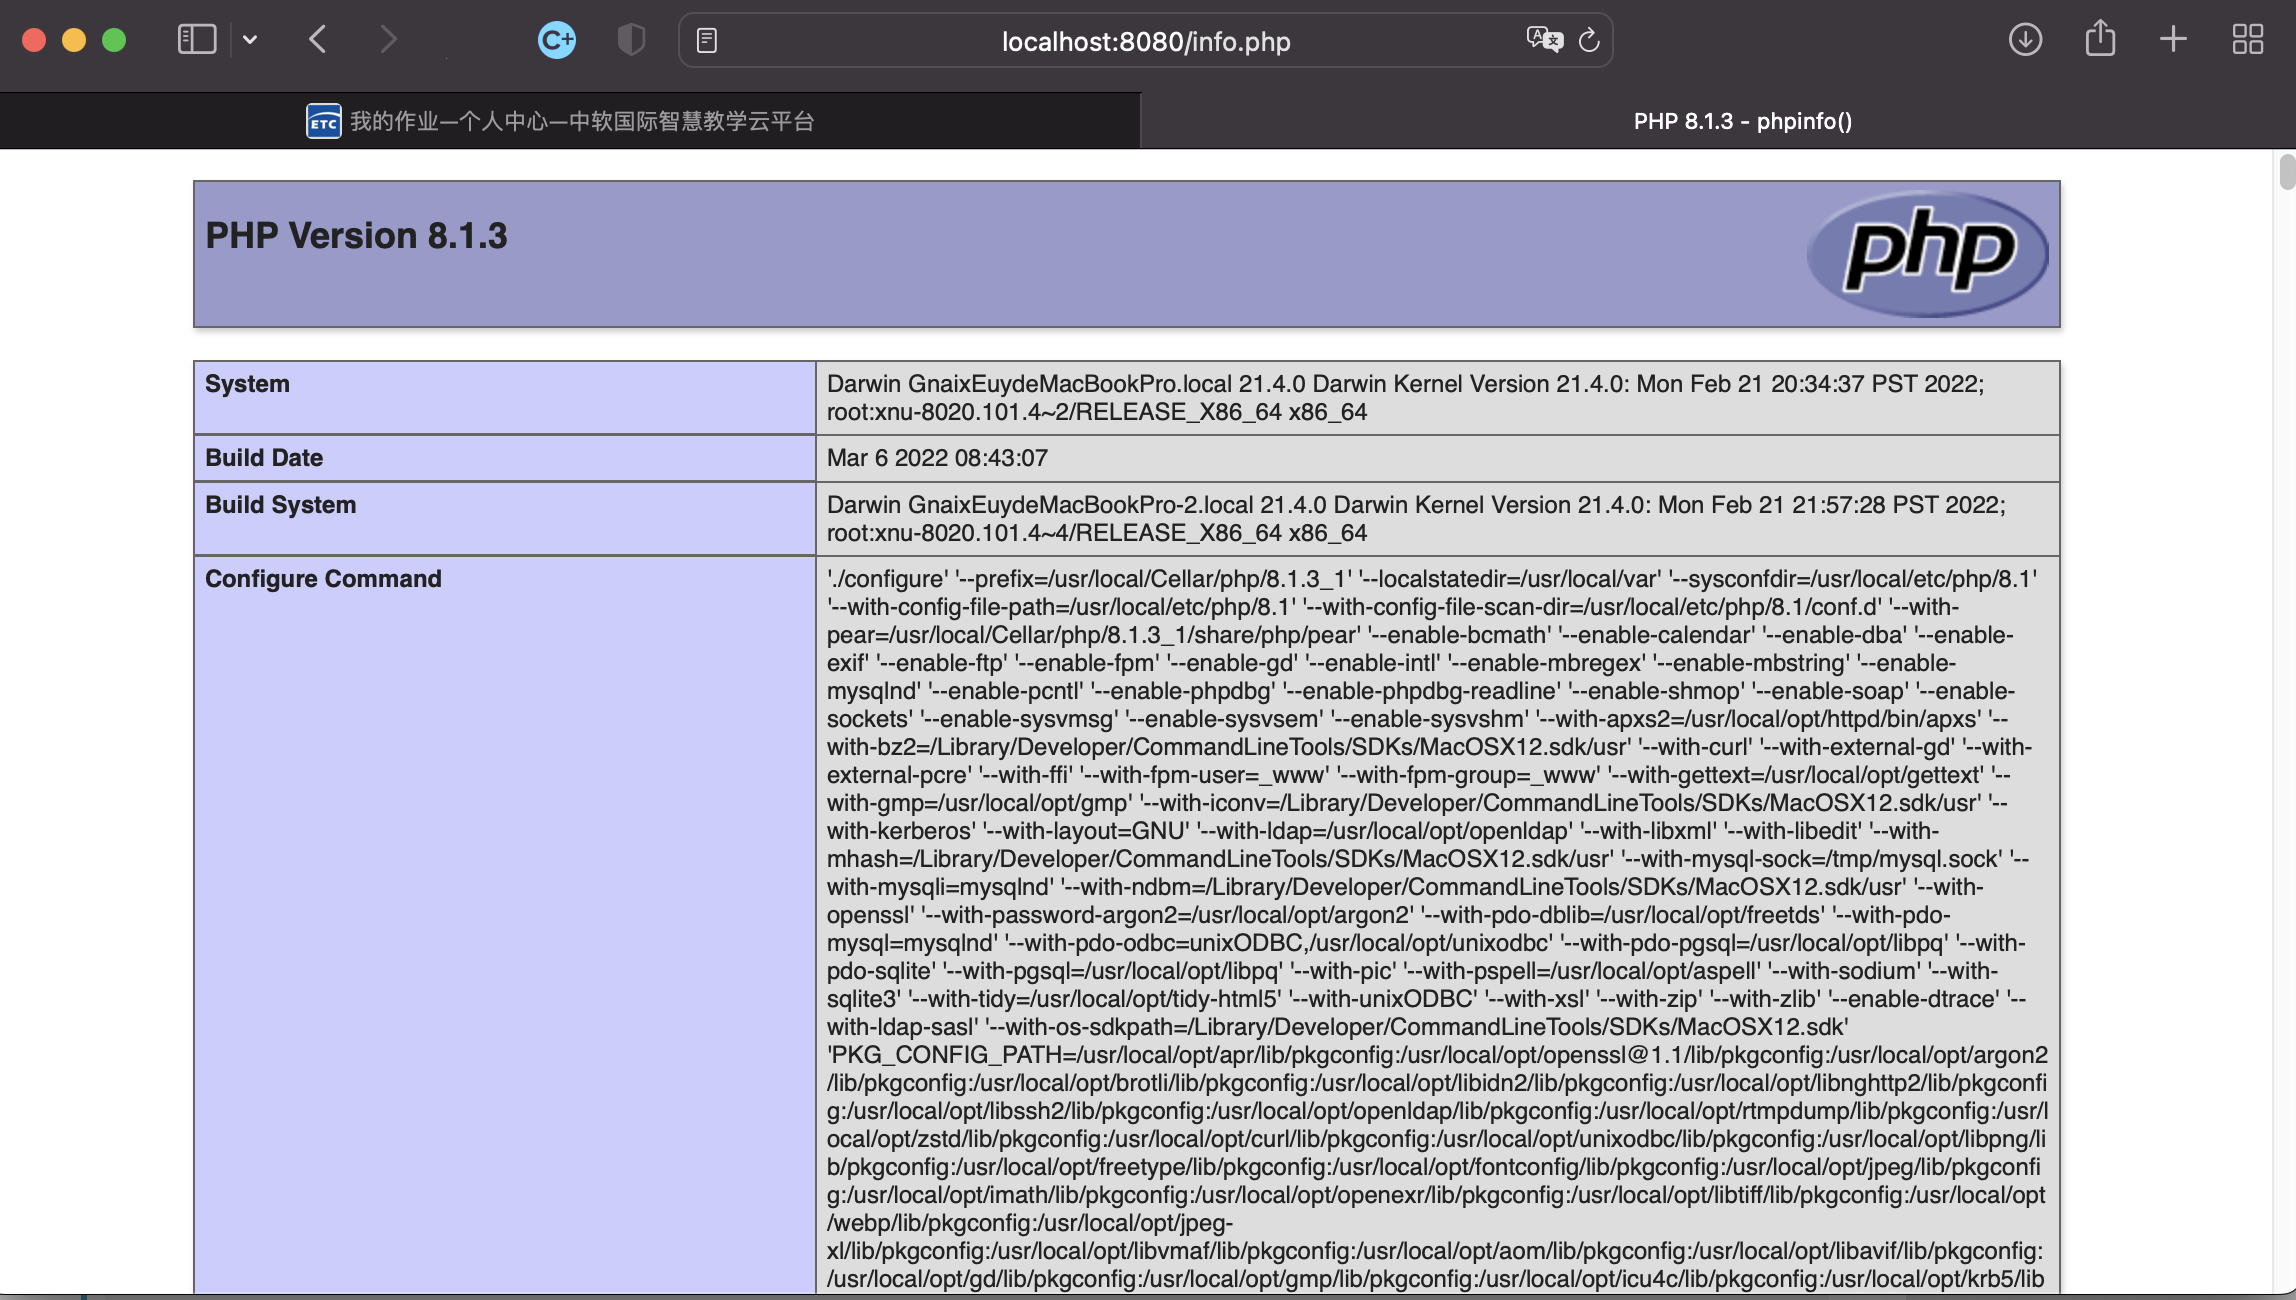 C+
localhost:8080/info.php
ETC 我的作业—个人中心—中软国际智慧教学云平台
PHP 8.1.3 - phpinfo()
PHP Version 8.1.3
php
System
Darwin GnaixEuydeMacBookPro.local 21.4.0 Darwin Kernel Version 21.4.0: Mon Feb 21 20:34:37 PST 2022;
root:xnu-8020.101.4~2/RELEASE_X86_64 x86_64
Build Date
Mar 6 2022 08:43:07
Build System
Darwin GnaixEuydeMacBookPro-2.local 21.4.0 Darwin Kernel Version 21.4.0: Mon Feb 21 21:57:28 PST 2022;
root:xnu-8020.101.4~4/RELEASE_X86_64 x86_64
Configure Command
'./configure' '--prefix=/usr/local/Cellar/php/8.1.3_1' '--localstatedir=/usr/local/var' '--sysconfdir=/usr/local/etc/php/8.1'
'--with-config-file-path=/usr/local/etc/php/8.1' '--with-config-file-scan-dir=/usr/local/etc/php/8.1/conf.d' '--with-
pear=/usr/local/Cellar/php/8.1.3_1/share/php/pear' '--enable-bcmath' '--enable-calendar' '--enable-dba' '--enable-
exif' '--enable-ftp' '--enable-fpm' '--enable-gd' '--enable-intl' '--enable-mbregex' '--enable-mbstring' '--enable-
mysqlnd' '--enable-pcntl' '--enable-phpdbg' '--enable-phpdbg-readline' '--enable-shmop' '--enable-soap' '--enable-
sockets' '--enable-sysvmsg' '--enable-sysvsem' '--enable-sysvshm' '--with-apxs2=/usr/local/opt/httpd/bin/apxs' '--
with-bz2=/Library/Developer/CommandLineTools/SDKs/MacOSX12.sdk/usr' '--with-curl' '--with-external-gd' '--with-
external-pcre' '--with-ffi' '--with-fpm-user=_www' '--with-fpm-group=_www' '--with-gettext=/usr/local/opt/gettext' '--
with-gmp=/usr/local/opt/gmp' '--with-iconv=/Library/Developer/CommandLineTools/SDKs/MacOSX12.sdk/usr' '--
with-kerberos' '--with-layout=GNU' '--with-ldap=/usr/local/opt/openldap' '--with-libxml' '--with-libedit' '--with-
mhash=/Library/Developer/CommandLineTools/SDKs/MacOSX12.sdk/usr' '--with-mysql-sock=/tmp/mysql.sock' '--
with-mysqli=mysqlnd' '--with-ndbm=/Library/Developer/CommandLineTools/SDKs/MacOSX12.sdk/usr' '--with-
openssl' '--with-password-argon2=/usr/local/opt/argon2' '--with-pdo-dblib=/usr/local/opt/freetds' '--with-pdo-
mysql=mysqlnd' '--with-pdo-odbc=unixODBC,/usr/local/opt/unixodbc' '--with-pdo-pgsql=/usr/local/opt/libpq' '--with-
pdo-sqlite' '--with-pgsql=/usr/local/opt/libpq' '--with-pic' '--with-pspell=/usr/local/opt/aspell' '--with-sodium' '--with-
sqlite3' '--with-tidy=/usr/local/opt/tidy-html5' '--with-unixODBC' '--with-xsl' '--with-zip' '--with-zlib' '--enable-dtrace' '--
with-ldap-sasl' '--with-os-sdkpath=/Library/Developer/CommandLineTools/SDKs/MacOSX12.sdk'
'PKG_CONFIG_PATH=/usr/local/opt/apr/lib/pkgconfig:/usr/local/opt/openssl@1.1/lib/pkgconfig:/usr/local/opt/argon2
/lib/pkgconfig:/usr/local/opt/brotli/lib/pkgconfig:/usr/local/opt/libidn2/lib/pkgconfig:/usr/local/opt/libnghttp2/lib/pkgconfi
g:/usr/local/opt/libssh2/lib/pkgconfig:/usr/local/opt/openldap/lib/pkgconfig:/usr/local/opt/rtmpdump/lib/pkgconfig:/usr/l
ocal/opt/zstd/lib/pkgconfig:/usr/local/opt/curl/lib/pkgconfig:/usr/local/opt/unixodbc/lib/pkgconfig:/usr/local/opt/libpng/li
b/pkgconfig:/usr/local/opt/freetype/lib/pkgconfig:/usr/local/opt/fontconfig/lib/pkgconfig:/usr/local/opt/jpeg/lib/pkgconfi
g:/usr/local/opt/imath/lib/pkgconfig:/usr/local/opt/openexr/lib/pkgconfig:/usr/local/opt/libtiff/lib/pkgconfig:/usr/local/opt
/webp/lib/pkgconfig:/usr/local/opt/jpeg-
xl/lib/pkgconfig:/usr/local/opt/libvmaf/lib/pkgconfig:/usr/local/opt/aom/lib/pkgconfig:/usr/local/opt/libavif/lib/pkgconfig:
/usr/local/opt/gd/lib/pkgconfig:/usr/local/opt/gmp/lib/pkgconfig:/usr/local/opt/icu4c/lib/pkgconfig:/usr/local/opt/krb5/lib